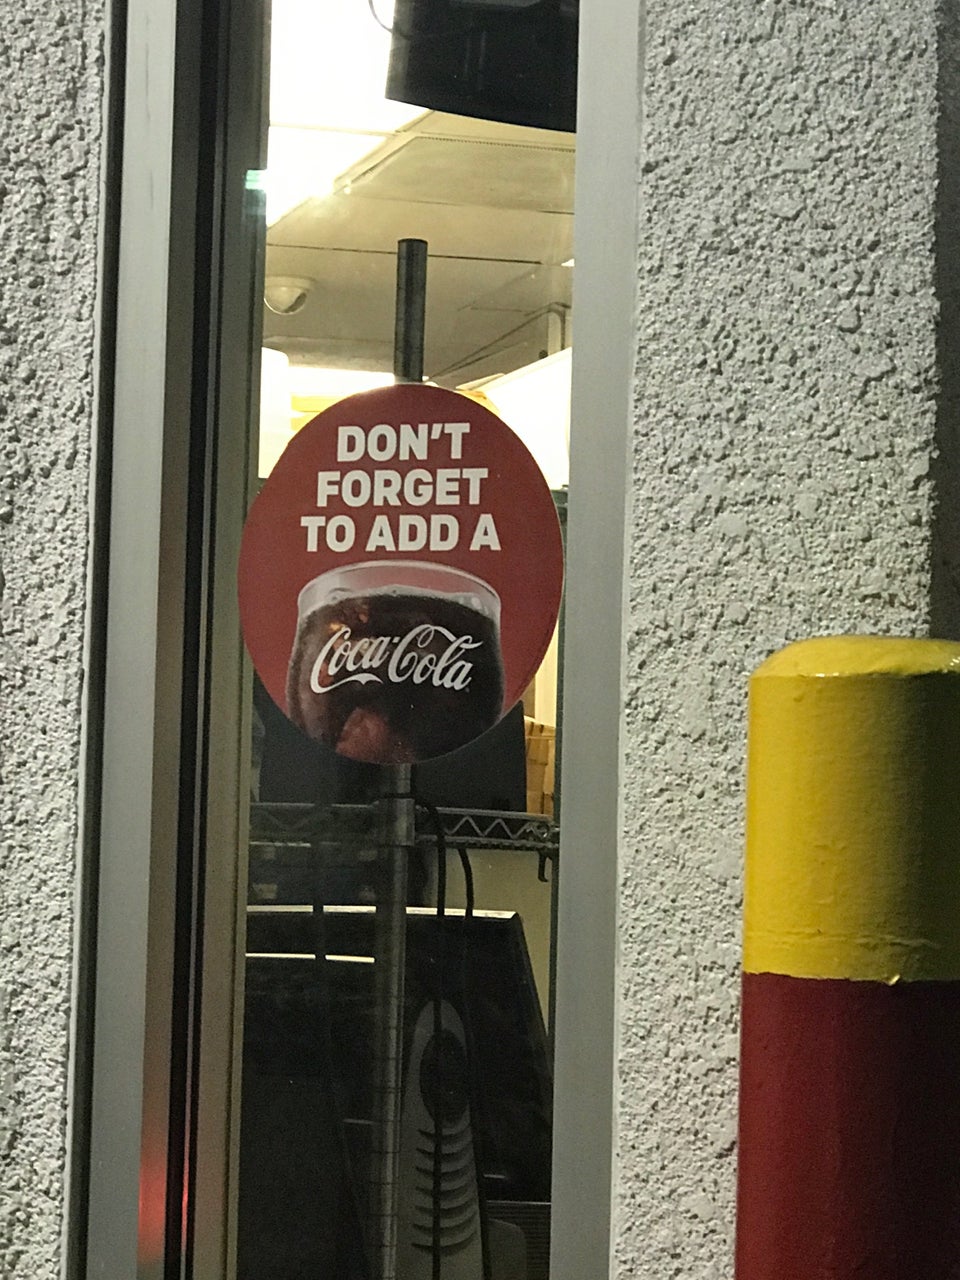 DON'T
FORGET
TO ADD A
Coca-Cola